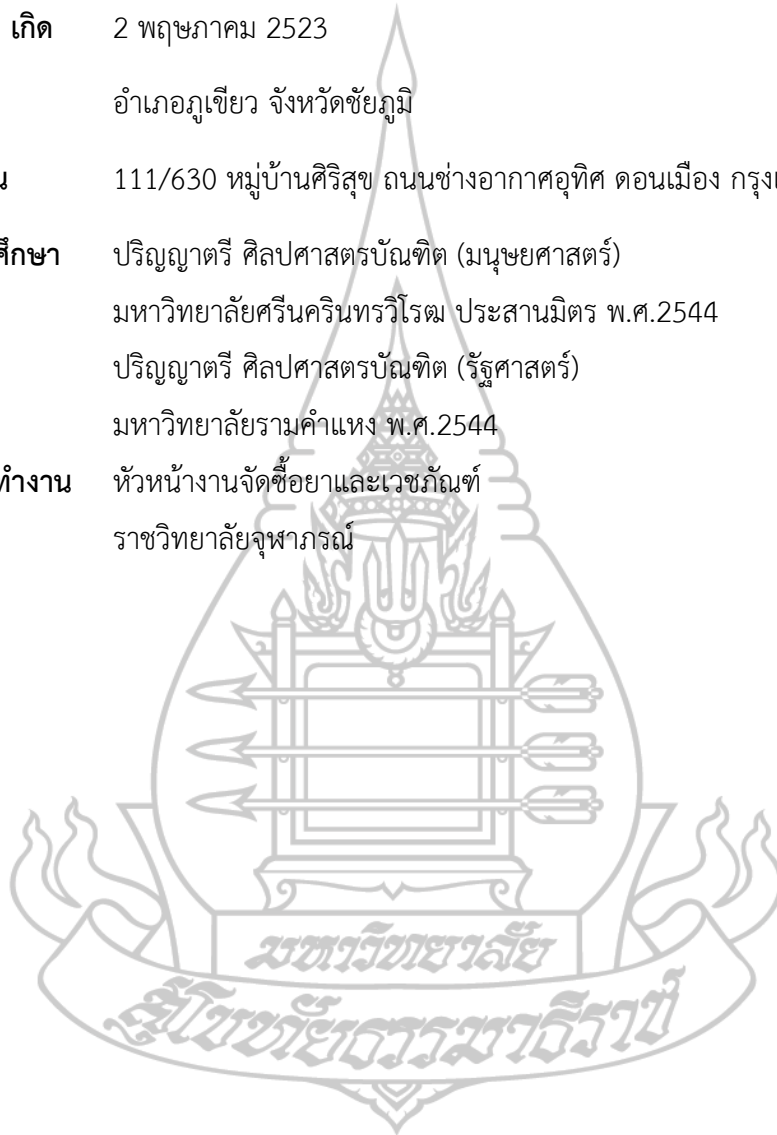 เกิด 2 พฤษภาคม 2523
อำเภอภูเขียว จังหวัดชัยภูมิ
111/630 หมู่บ้านศิริสุข ถนนช่างอากาศอุทิศ ดอนเมือง
ปริญญาตรี ศิลปศาสตรบัณฑิต (มนุษยศาสตร์)
มหาวิทยาลัยศรีนครินทรวิโรฒ ประสานมิตร พ.ศ.2544
ปริญญาตรี ศิลปศาสตรบัณฑิต (รัฐศาสตร์)
มหาวิทยาลัยรามคำแหง พ.ศ.2544
ทำงาน หัวหน้างานจัดซื้อยาและเวชภัณฑ์
ราชวิทยาลัยจุฬาภรณ์
มหาวิทยาลัย
สุโขทัยธรรมาธิราช